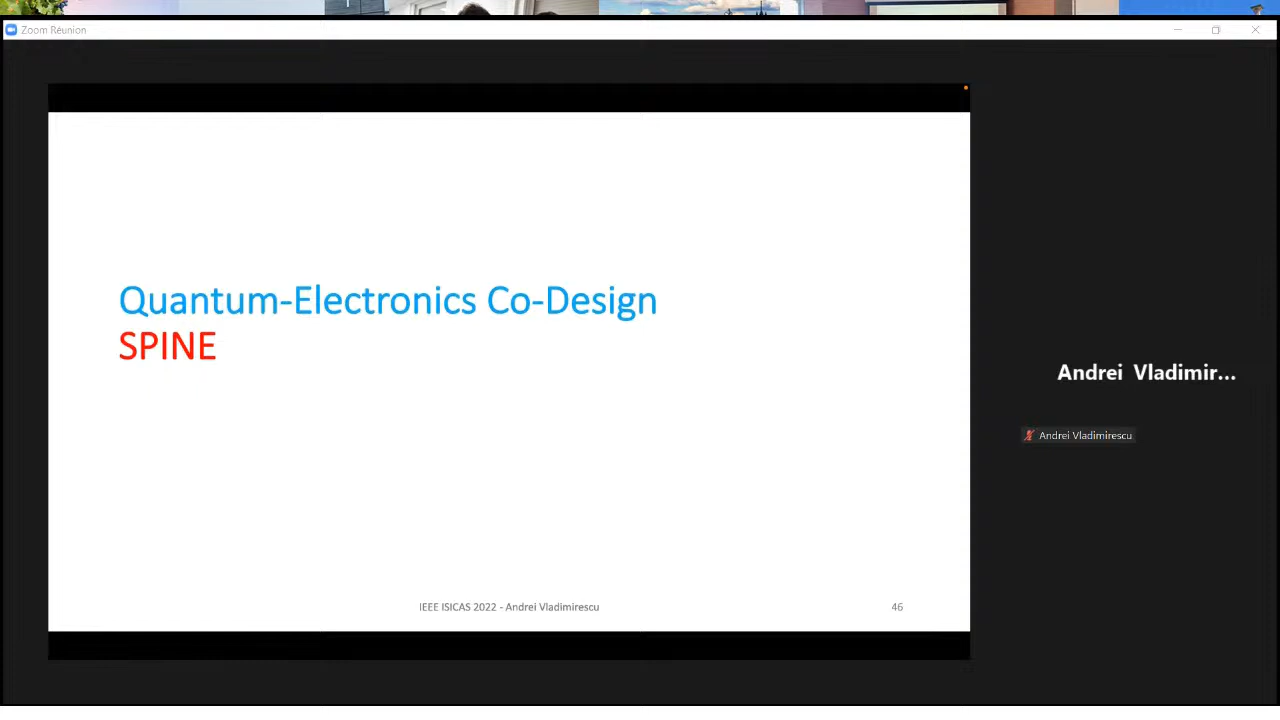 Zoom Réunion
Quantum-Electronics Co-Design
SPINE
Andrei Vladimir...
Andrei Vladimirescu
IEEE ISICAS 2022 - Andrei Vladimirescu
46